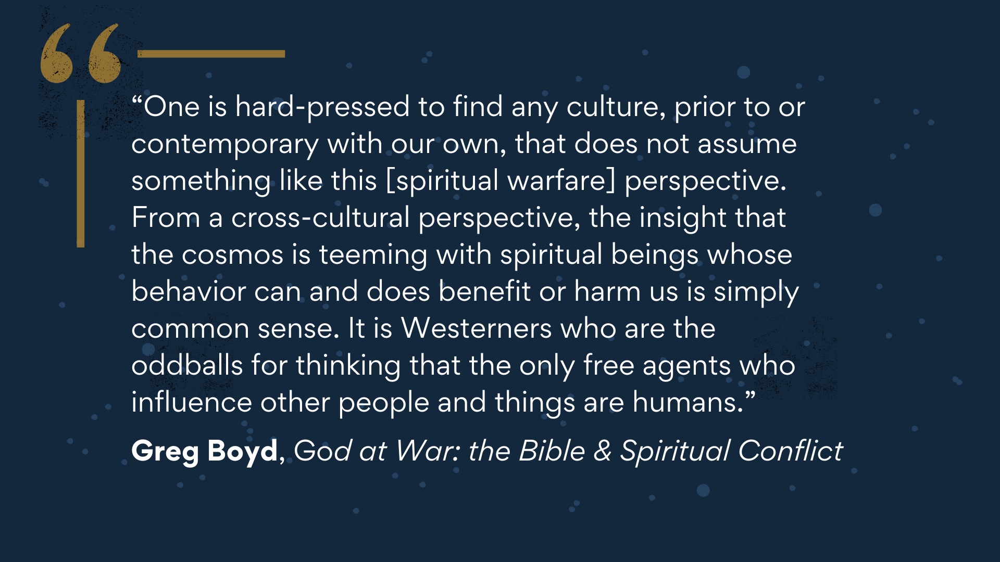 “One is hard-pressed to find any culture, prior to or
contemporary with our own, that does not assume
something like this [spiritual warfare] perspective.
From a cross-cultural perspective, the insight that
the cosmos is teeming with spiritual beings whose
behavior can and does benefit or harm us is simply
common sense. It is Westerners who are the
oddballs for thinking that the only free agents who
influence other people and things are humans.”
Greg Boyd, God at War: the Bible & Spiritual Conflict